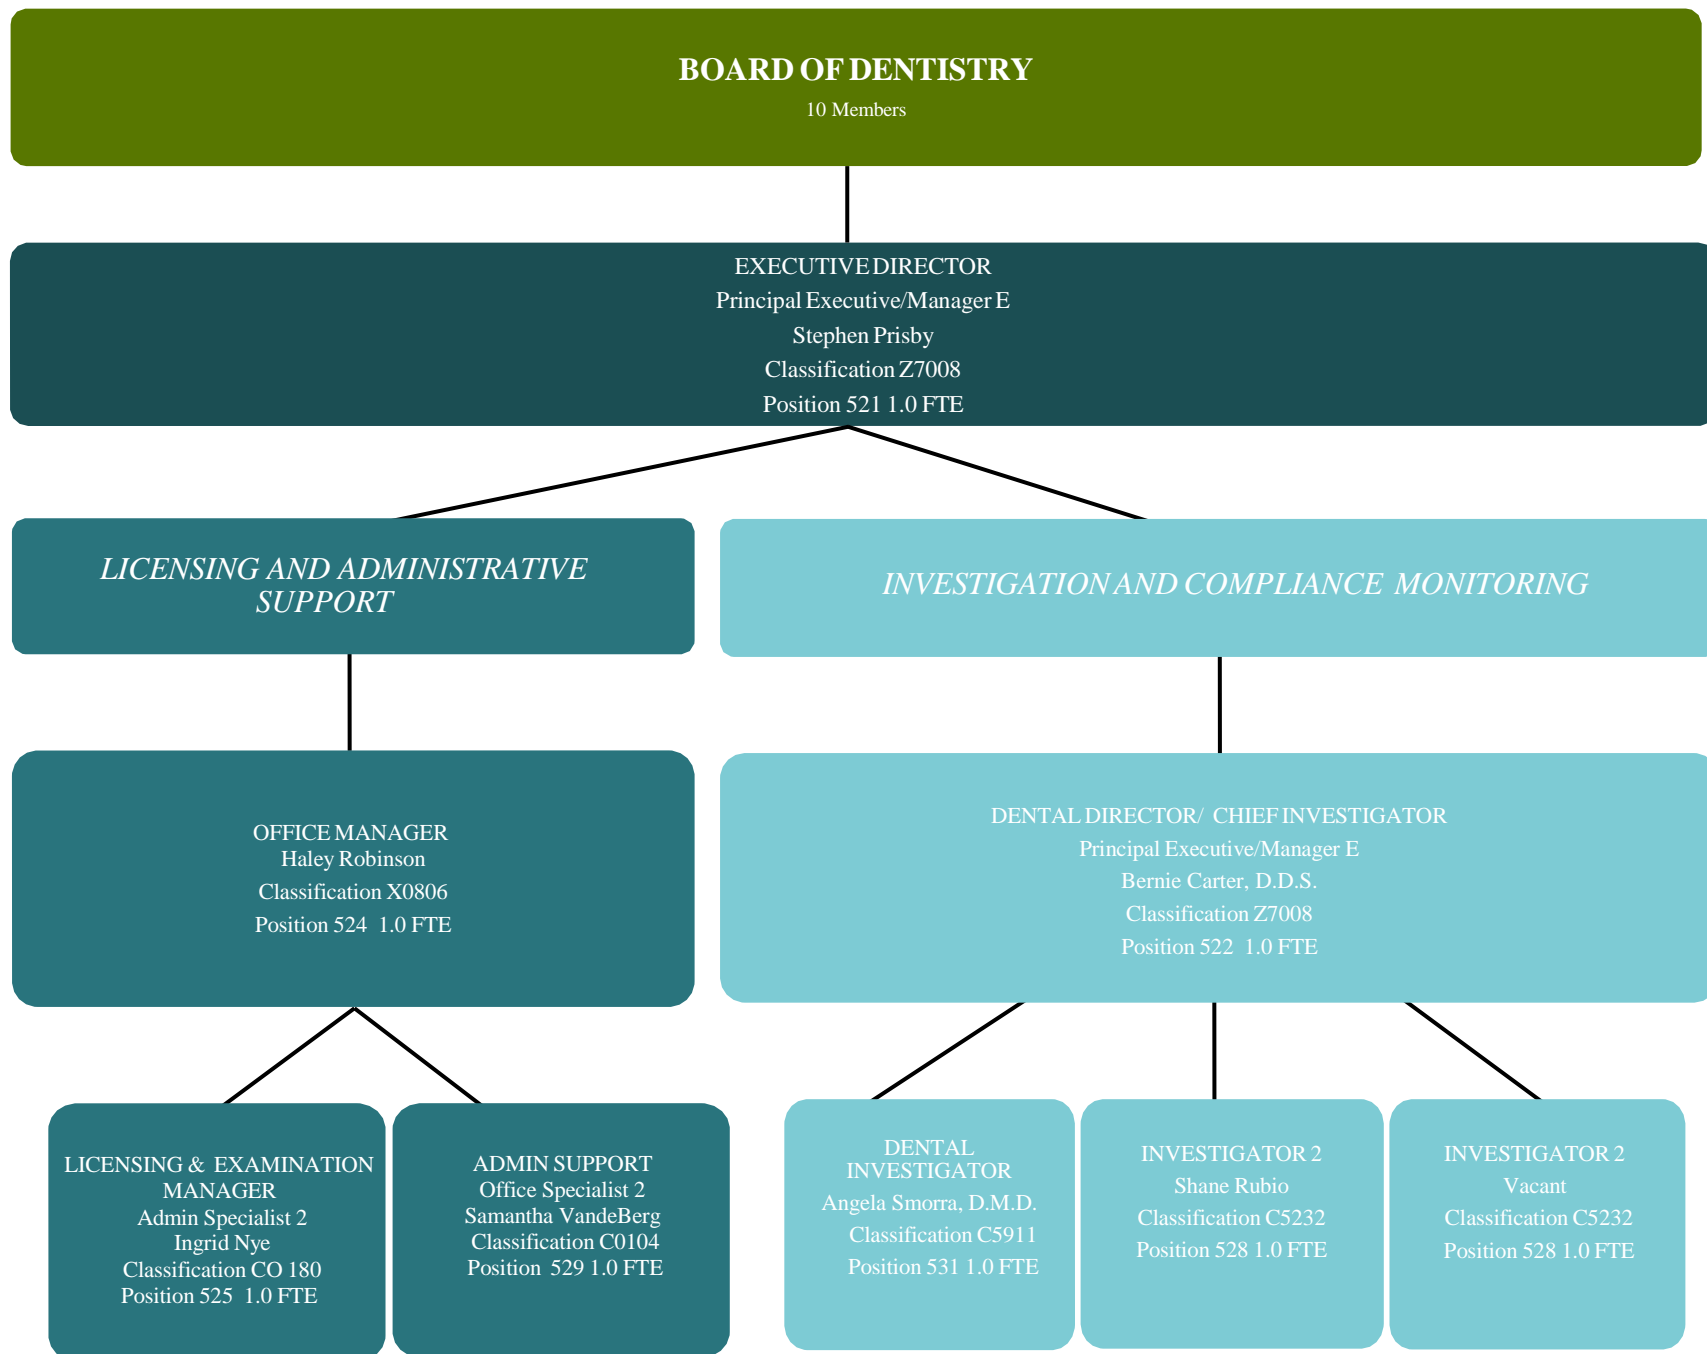 BOARD OF DENTISTRY
10 Members
EXECUTIVE DIRECTOR
Principal Executive/Manager E
Stephen Prisby
Classification Z7008
Position 521 1.0 FTE
LICENSING AND ADMINISTRATIVE
SUPPORT
INVESTIGATION AND COMPLIANCE MONITORING
OFFICE MANAGER
Haley Robinson
Classification X0806
Position 524 1.0 FTE
DENTAL DIRECTOR/ CHIEF INVESTIGATOR
Principal Executive/Manager E
Bernie Carter, D.D.S.
Classification Z7008
Position 522 1.0 FTE
LICENSING & EXAMINATION
MANAGER
Admin Specialist 2
Ingrid Nye
Classification CO 180
Position 525 1.0 FTE
ADMIN SUPPORT
Office Specialist 2
Samantha VandeBerg
Classification C0104
Position 529 1.0 FTE
DENTAL
INVESTIGATOR
Angela Smorra, D.M.D.
Classification C5911
Position 531 1.0 FTE
INVESTIGATOR 2
Shane Rubio
Classification C5232
Position 528 1.0 FTE
INVESTIGATOR 2
Vacant
Classification C5232
Position 528 1.0 FTE